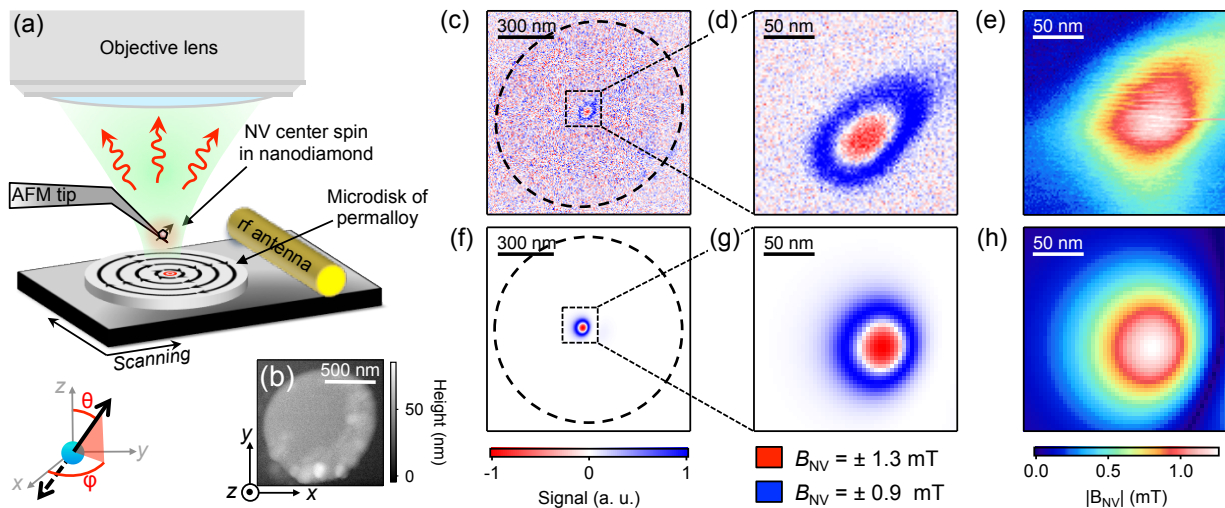 (a)
Objective lens
NV center spin
in nanodiamond
AFM tip
Microdisk of
permalloy
rf antenna
Scanning
z
θ
y
x
φ
(b)
500 nm
y
z
x
50
0
Height (nm)
(c)
300 nm
(d)
50 nm
(e)
50 nm
(f)
300 nm
(g)
50 nm
(h)
50 nm
-1
0
1
Signal (a. u.)
B_NV = ± 1.3 mT
B_NV = ± 0.9 mT
0.0
0.5
1.0
|B_NV| (mT)